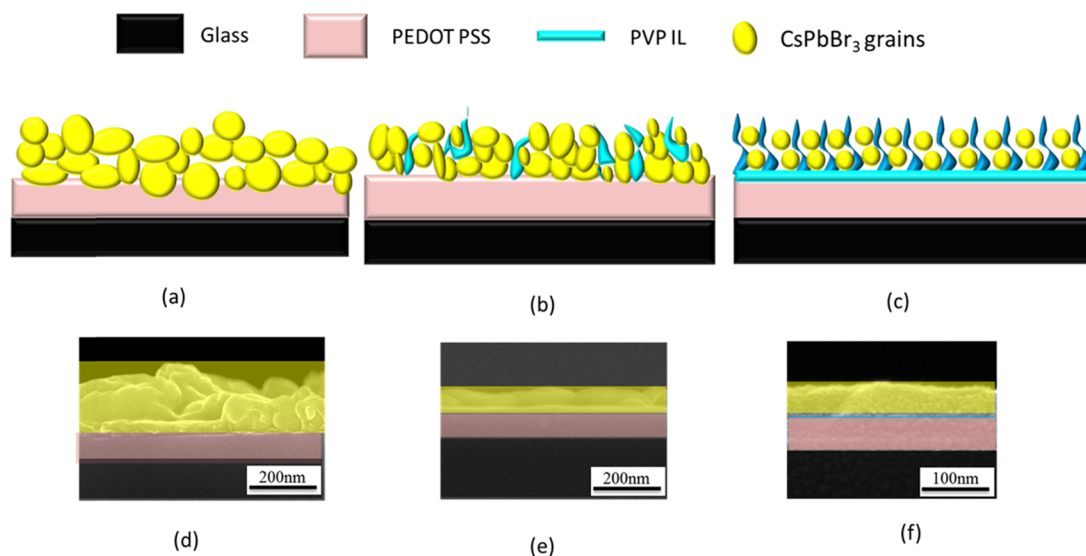 Glass PEDOT PSS PVP IL CsPbBr₃ grains
(a) (b) (c)
200nm 200nm 100nm
(d) (e) (f)